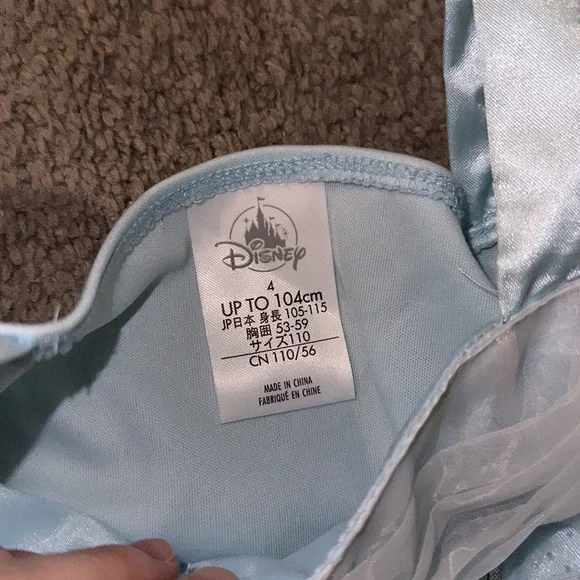 Disney
4
UP TO 104cm
JP日本 身長 105-115
胸囲 53-59
サイズ110
CN 110/56
MADE IN CHINA
FABRIQUÉ EN CHINE